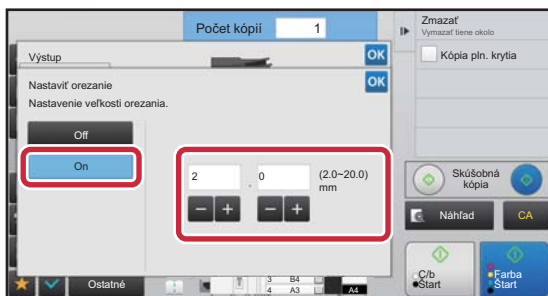 Počet kópií 1
Výstup
OK
Nastaviť orezanie
OK
Nastavenie veľkosti orezania.
Off
On
2 . 0 (2.0~20.0)
mm
Ostatné
3 B4
4 A3 A4
Zmazať
Vymazať tiene okolo
Kópia pln. krytia
Skúšobná
kópia
Náhľad
CA
Č/b
Štart
Farba
Štart